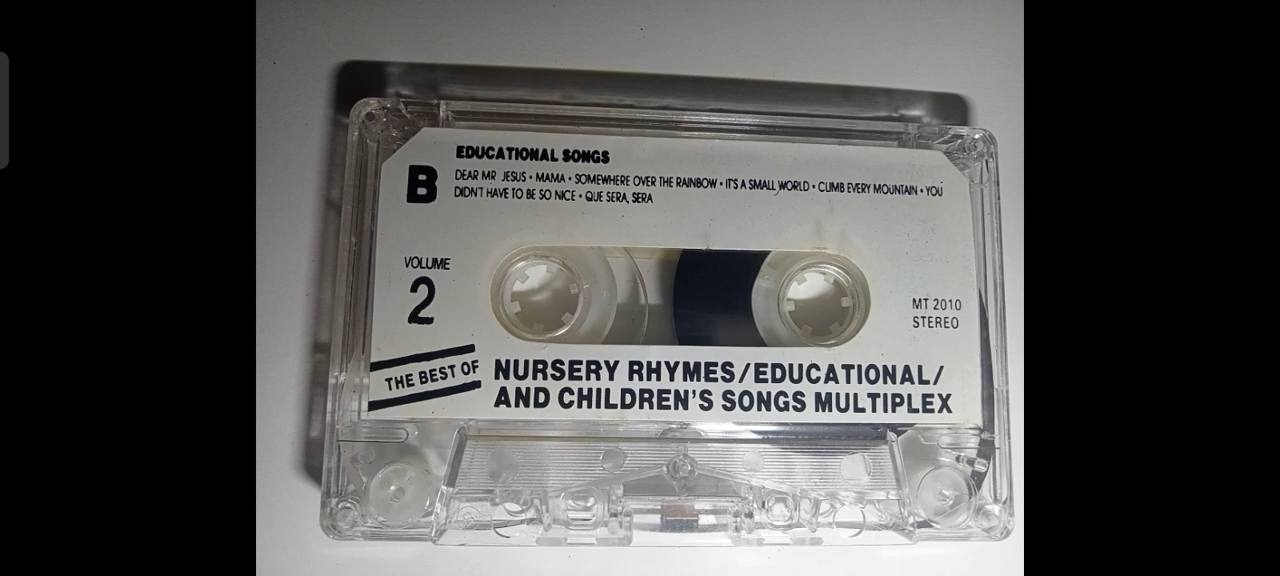 EDUCATIONAL SONGS
B
DEAR MR JESUS • MAMA • SOMEWHERE OVER THE RAINBOW • IT'S A SMALL WORLD • CLIMB EVERY MOUNTAIN • YOU
DIDN'T HAVE TO BE SO NICE • QUE SERA, SERA
VOLUME
2
MT 2010
STEREO
THE BEST OF
NURSERY RHYMES/EDUCATIONAL/
AND CHILDREN'S SONGS MULTIPLEX